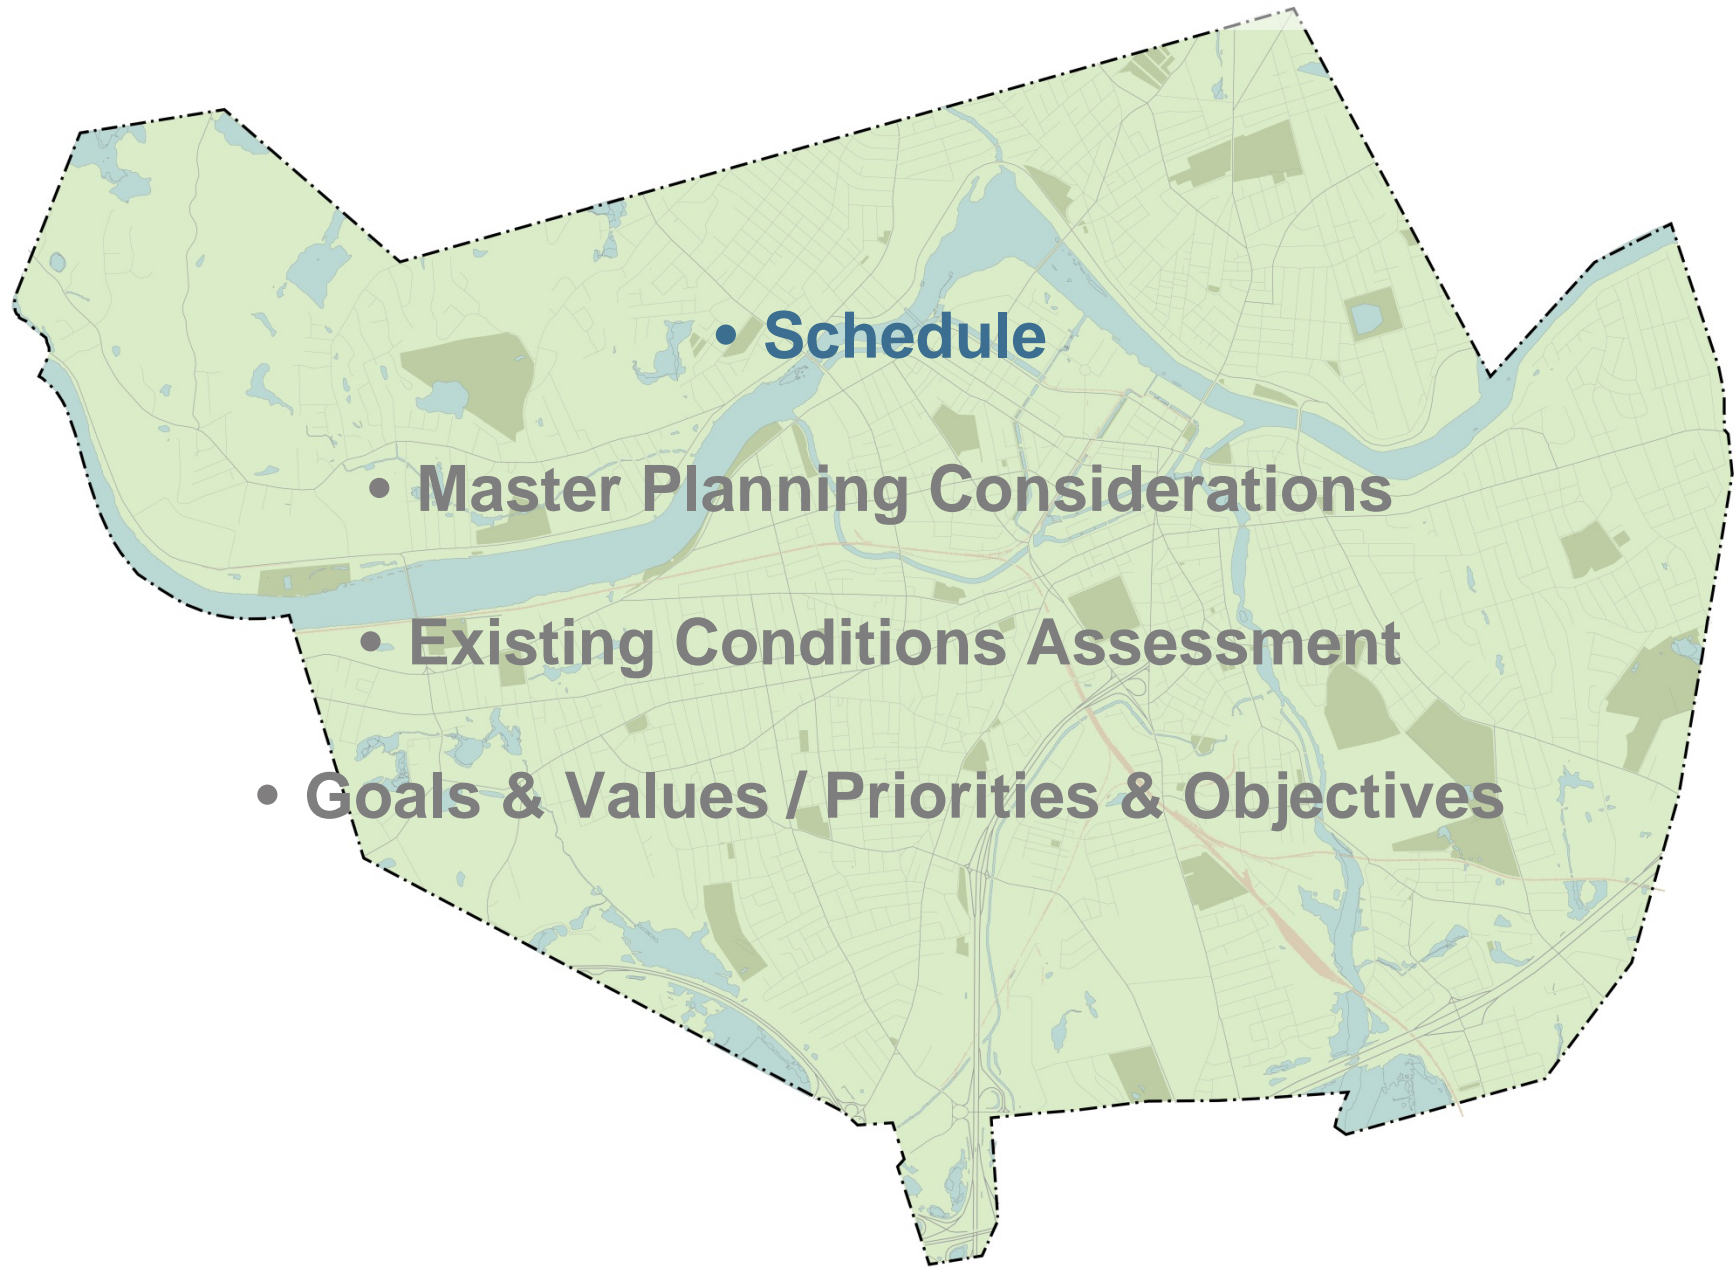 • Schedule
• Master Planning Considerations
• Existing Conditions Assessment
• Goals & Values / Priorities & Objectives